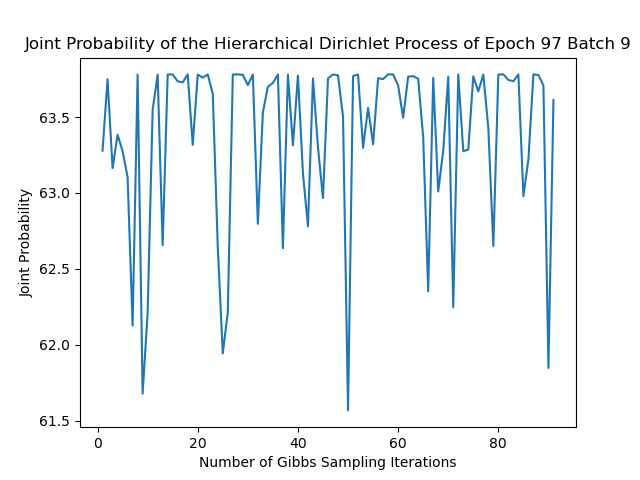 Joint Probability of the Hierarchical Dirichlet Process of Epoch 97 Batch 9
63.5
63.0
62.5
62.0
61.5
Joint Probability
0 20 40 60 80
Number of Gibbs Sampling Iterations